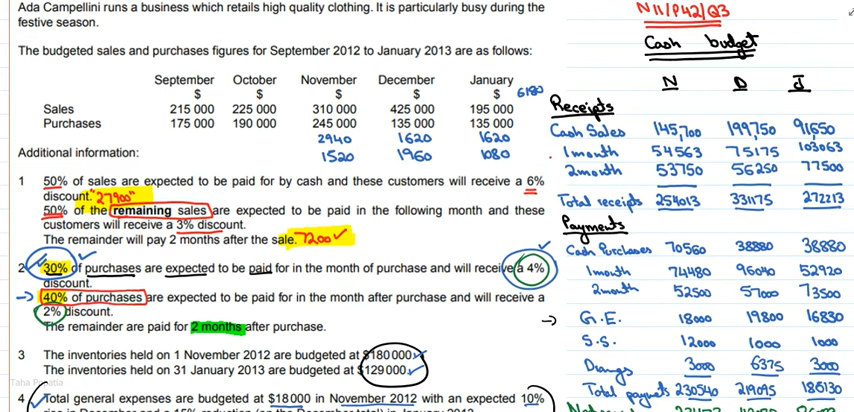 Ada Campellini runs a business which retails high quality clothing. It is particularly busy during the
festive season.
The budgeted sales and purchases figures for September 2012 to January 2013 are as follows:
September October November December January
$ $ $ $ $ 6180
Sales 215 000 225 000 310 000 425 000 195 000
Purchases 175 000 190 000 245 000 135 000 135 000
2940 1620 1620
Additional information: 1520 1960 1080
1 50% of sales are expected to be paid for by cash and these customers will receive a 6%
discount. "27900"
50% of the remaining sales are expected to be paid in the following month and these
customers will receive a 3% discount.
The remainder will pay 2 months after the sale. 7200 ✓
2 30% of purchases are expected to be paid for in the month of purchase and will receive a 4%
discount.
→ 40% of purchases are expected to be paid for in the month after purchase and will receive a
2% discount.
The remainder are paid for 2 months after purchase.
3 The inventories held on 1 November 2012 are budgeted at $180 000
The inventories held on 31 January 2013 are budgeted at $129 000
4 Total general expenses are budgeted at $18 000 in November 2012 with an expected 10%
N11/P42/Q3
Cash budget
N D J
Receipts
Cash Sales 145,700 199,750 91,650
1month 54563 75175 103063
2month 53750 56250 77500
Total receipts 254013 331175 272213
Payments
Cash Purchases 70560 38880 38880
1month 74480 96040 52920
2month 52500 57000 73500
→ G.E. 18000 19800 16830
S.S. 12000 1000 1000
Drawings 3000 6375 3000
Total payments 230540 219095 186130